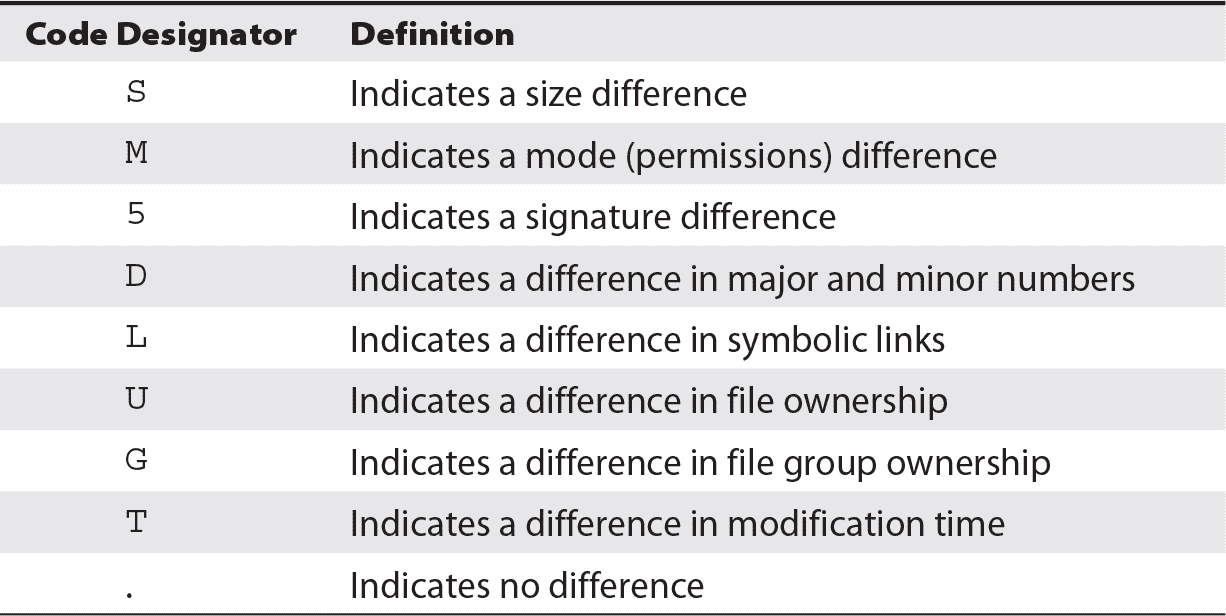 Code Designator Definition
S Indicates a size difference
M Indicates a mode (permissions) difference
5 Indicates a signature difference
D Indicates a difference in major and minor numbers
L Indicates a difference in symbolic links
U Indicates a difference in file ownership
G Indicates a difference in file group ownership
T Indicates a difference in modification time
. Indicates no difference